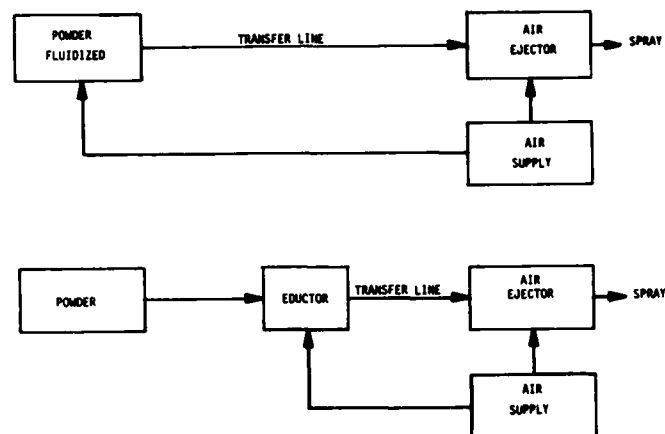 POWDER
FLUIDIZED
TRANSFER LINE
AIR
EJECTOR
SPRAY
AIR
SUPPLY
POWDER
EDUCTOR
TRANSFER LINE
AIR
EJECTOR
SPRAY
AIR
SUPPLY